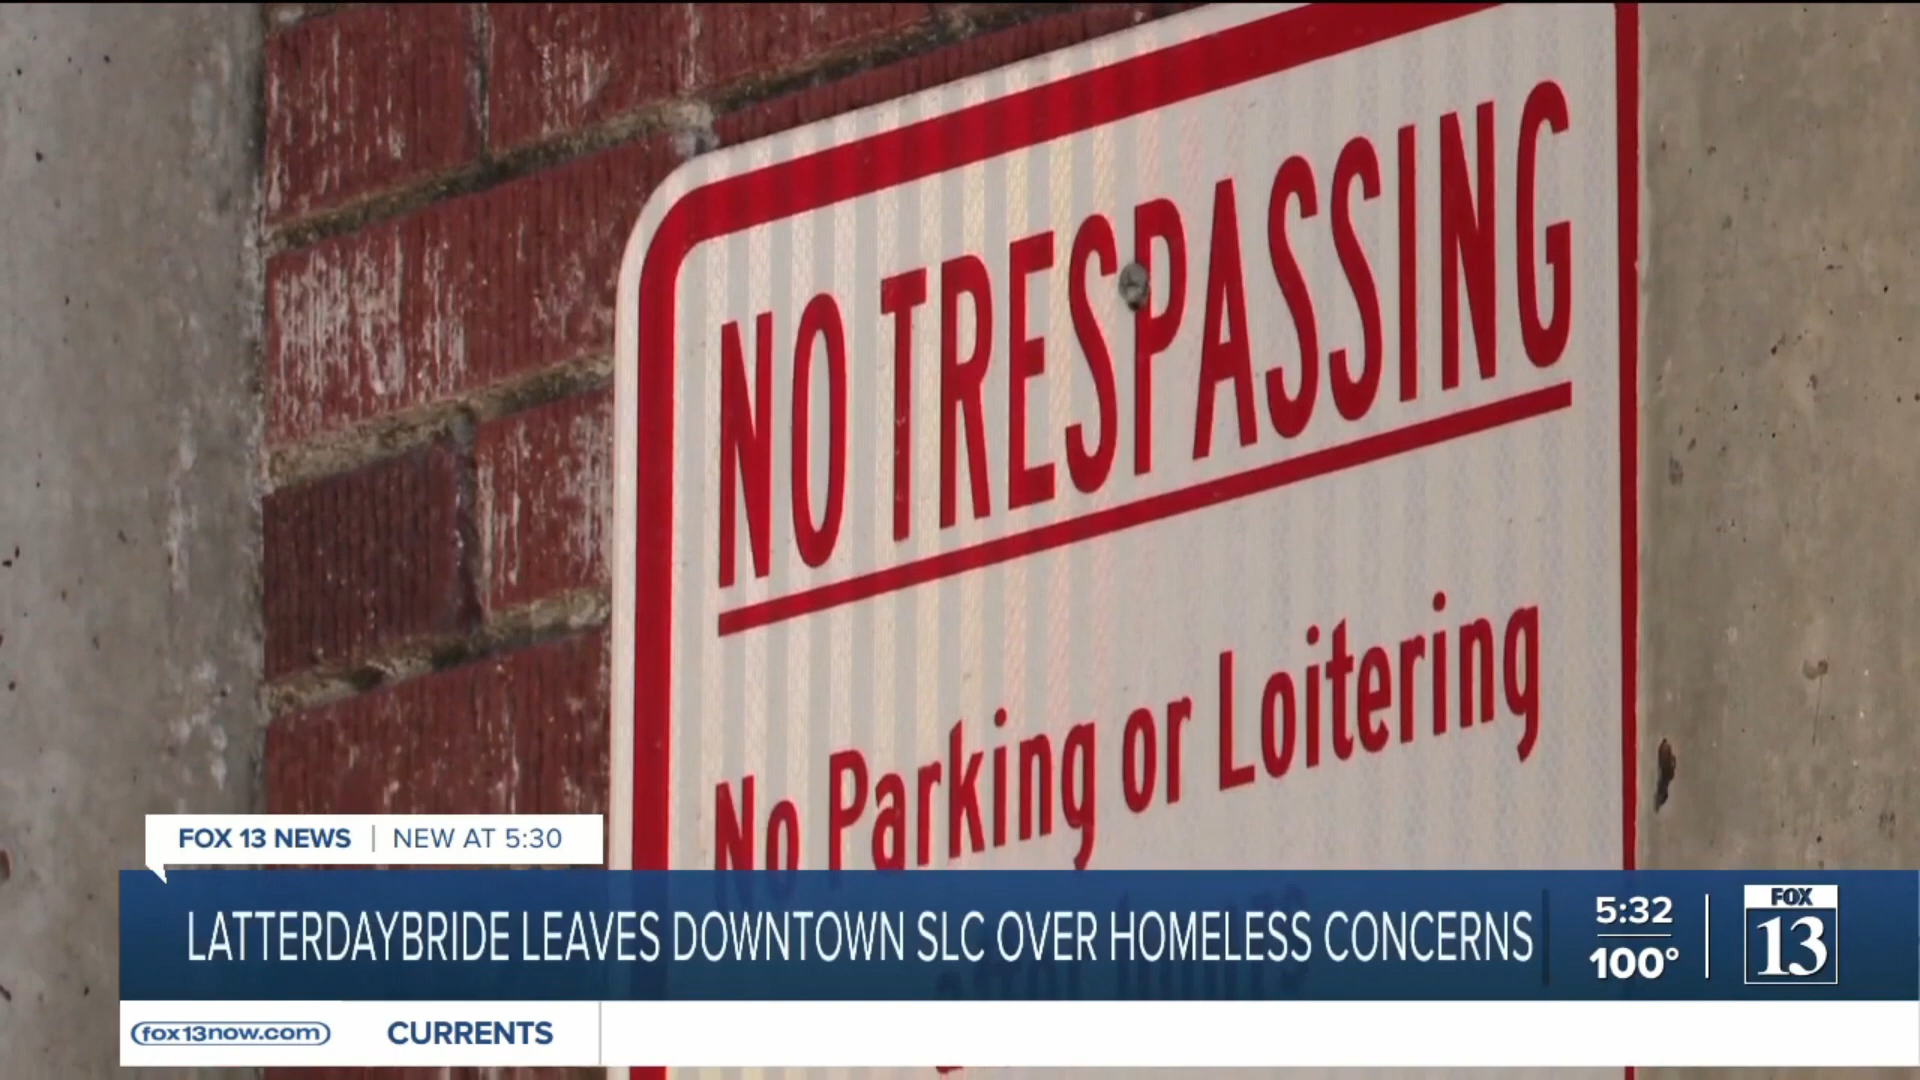 NO TRESPASSING
No Parking or Loitering
FOX 13 NEWS | NEW AT 5:30
LATTERDAYBRIDE LEAVES DOWNTOWN SLC OVER HOMELESS CONCERNS
5:32
100°
FOX
13
fox13now.com
CURRENTS